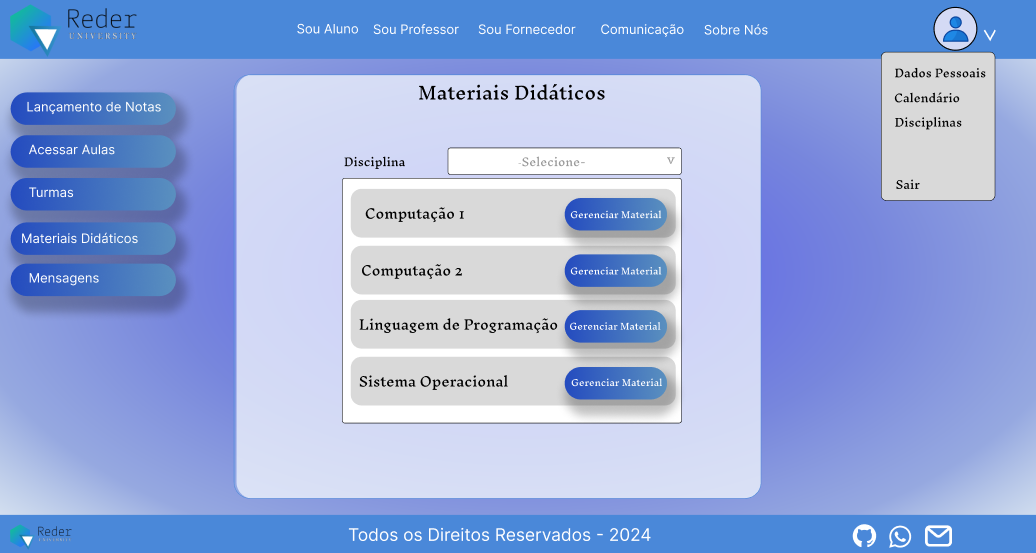 Reder
UNIVERSITY
Sou Aluno
Sou Professor
Sou Fornecedor
Comunicação
Sobre Nós
Dados Pessoais
Calendário
Disciplinas
Sair
Lançamento de Notas
Acessar Aulas
Turmas
Materiais Didáticos
Mensagens
Materiais Didáticos
Disciplina
-Selecione-
Computação 1
Gerenciar Material
Computação 2
Gerenciar Material
Linguagem de Programação
Gerenciar Material
Sistema Operacional
Gerenciar Material
Reder
UNIVERSITY
Todos os Direitos Reservados - 2024